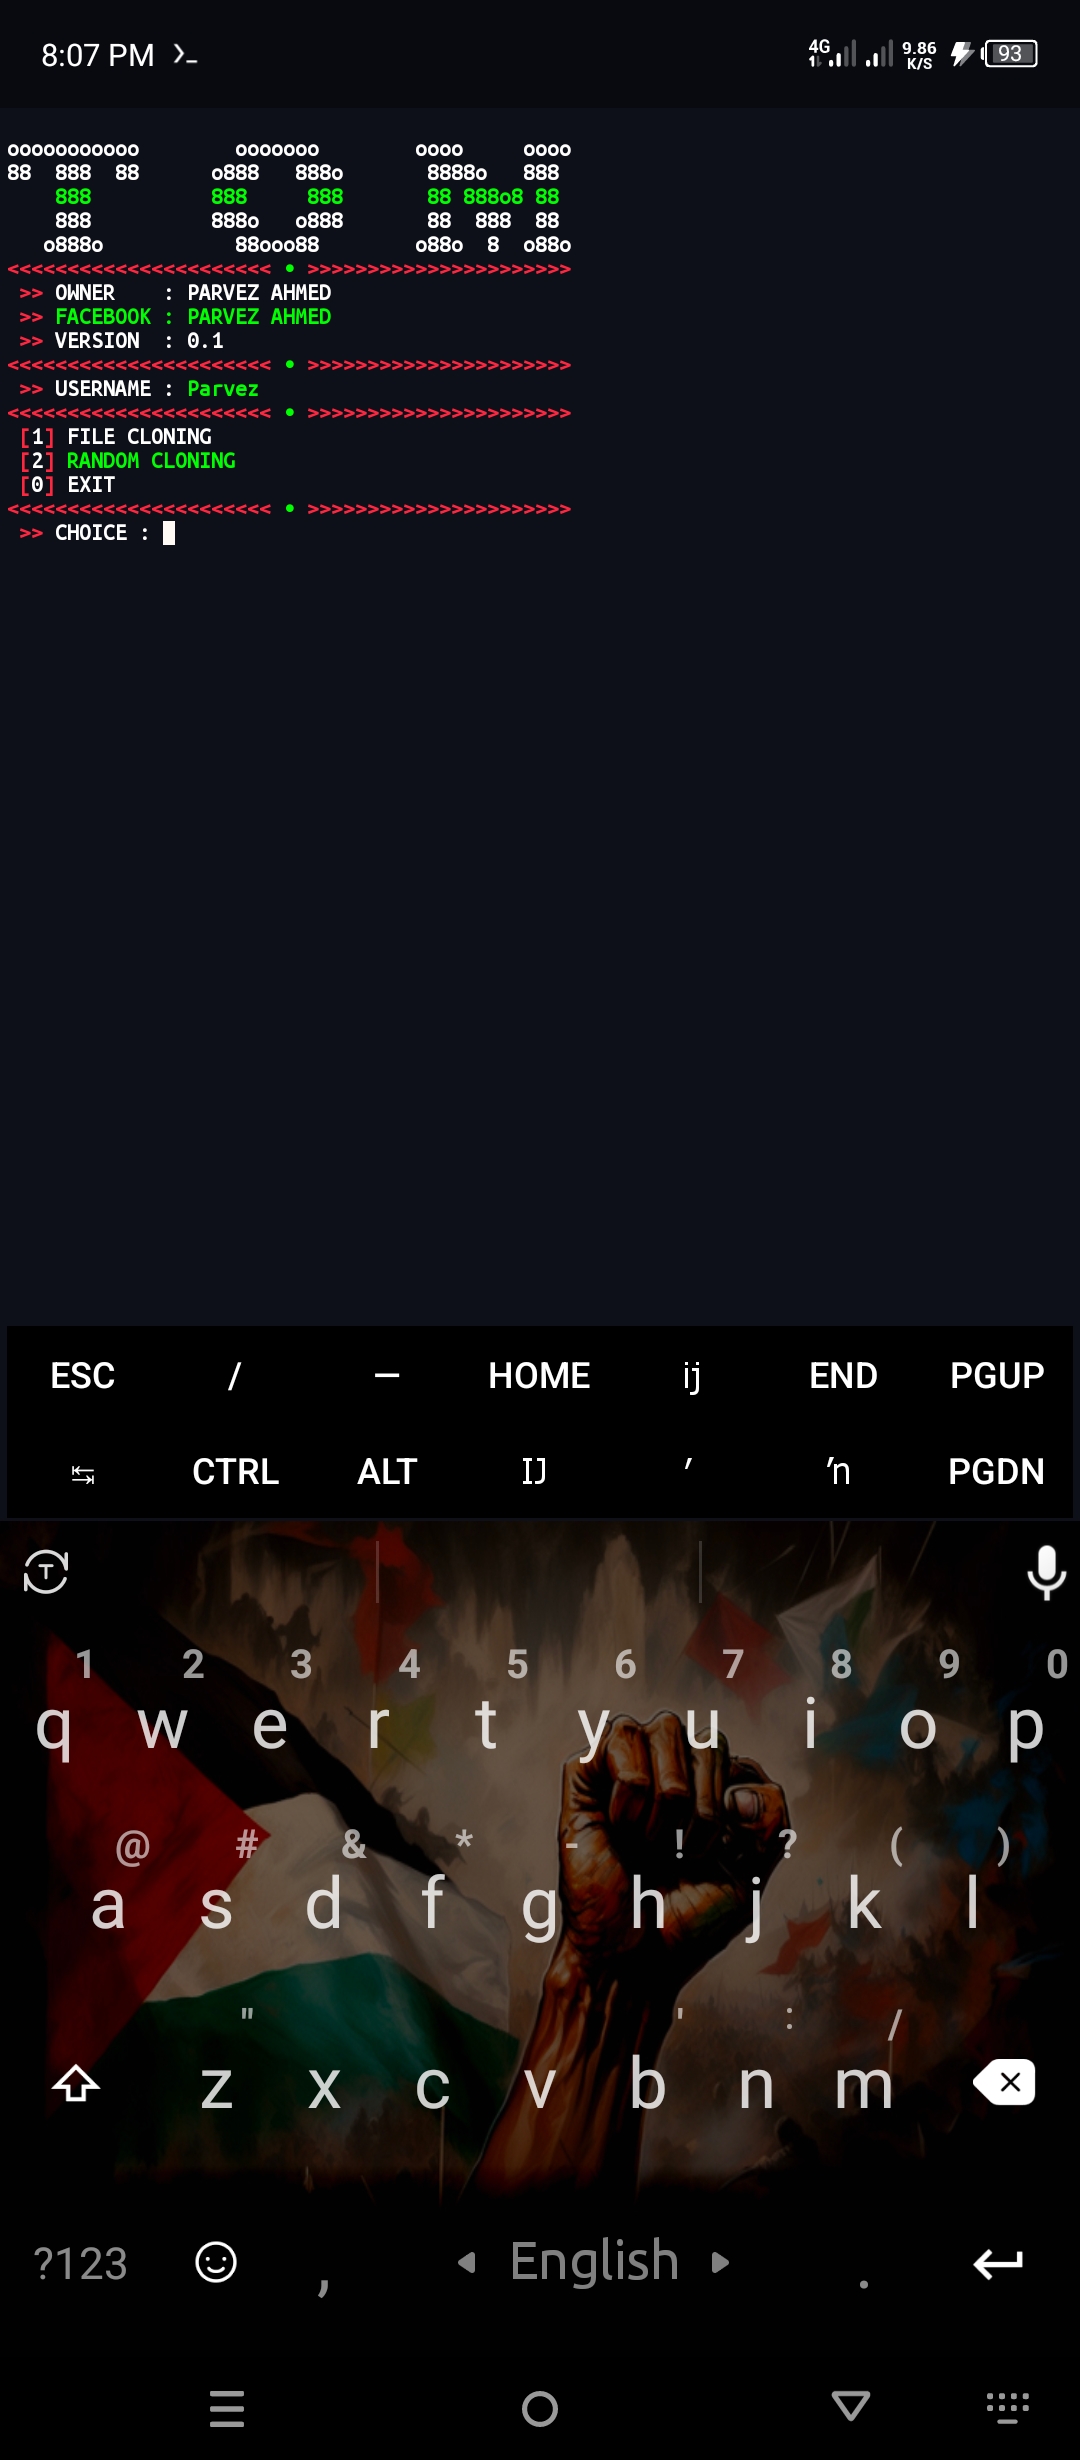 8:07 PM >_ 4G 9.86 K/S 93
ooooooooooo        ooooooo        oooo     oooo
88  888  88      o888   888o       8888o   888
    888          888     888       88 888o8 88
    888          888o   o888       88  888  88
   o888o           88ooo88        o88o  8  o88o
<<<<<<<<<<<<<<<<<<<<<< • >>>>>>>>>>>>>>>>>>>>>>
>> OWNER    : PARVEZ AHMED
>> FACEBOOK : PARVEZ AHMED
>> VERSION  : 0.1
<<<<<<<<<<<<<<<<<<<<<< • >>>>>>>>>>>>>>>>>>>>>>
>> USERNAME : Parvez
<<<<<<<<<<<<<<<<<<<<<< • >>>>>>>>>>>>>>>>>>>>>>
[1] FILE CLONING
[2] RANDOM CLONING
[0] EXIT
<<<<<<<<<<<<<<<<<<<<<< • >>>>>>>>>>>>>>>>>>>>>>
>> CHOICE :
ESC / — HOME ĳ END PGUP
↹ CTRL ALT Ĳ ′ ŉ PGDN
T
1 2 3 4 5 6 7 8 9 0
q w e r t y u i o p
@ # & * - ! ? ( )
a s d f g h j k l
" ' : /
z x c v b n m
?123 , English .